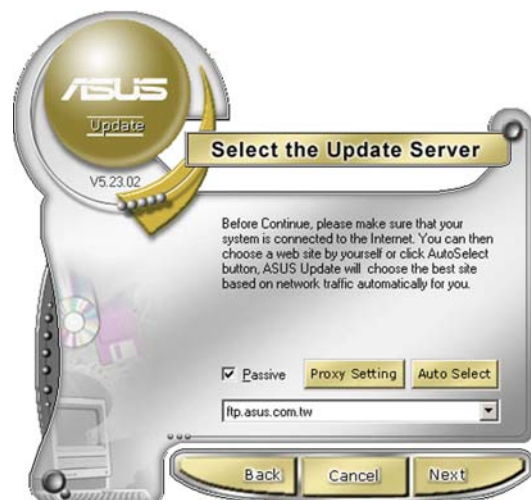 ASUS
Update
V5.23.02
Select the Update Server
Before Continue, please make sure that your
system is connected to the Internet. You can then
choose a web site by yourself or click AutoSelect
button, ASUS Update will choose the best site
based on network traffic automatically for you.
Passive
Proxy Setting
Auto Select
ftp.asus.com.tw
Back
Cancel
Next